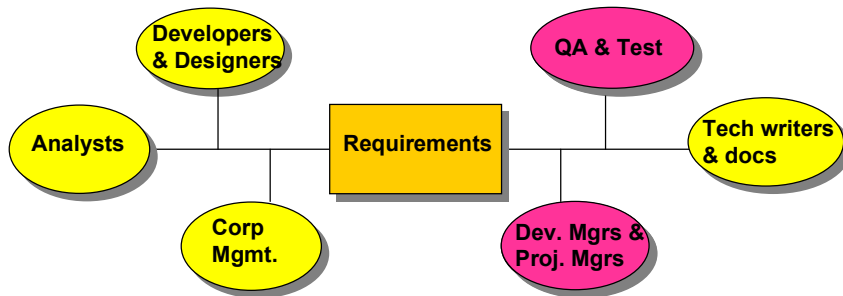 Developers
& Designers
QA & Test
Analysts
Requirements
Tech writers
& docs
Corp
Mgmt.
Dev. Mgrs &
Proj. Mgrs